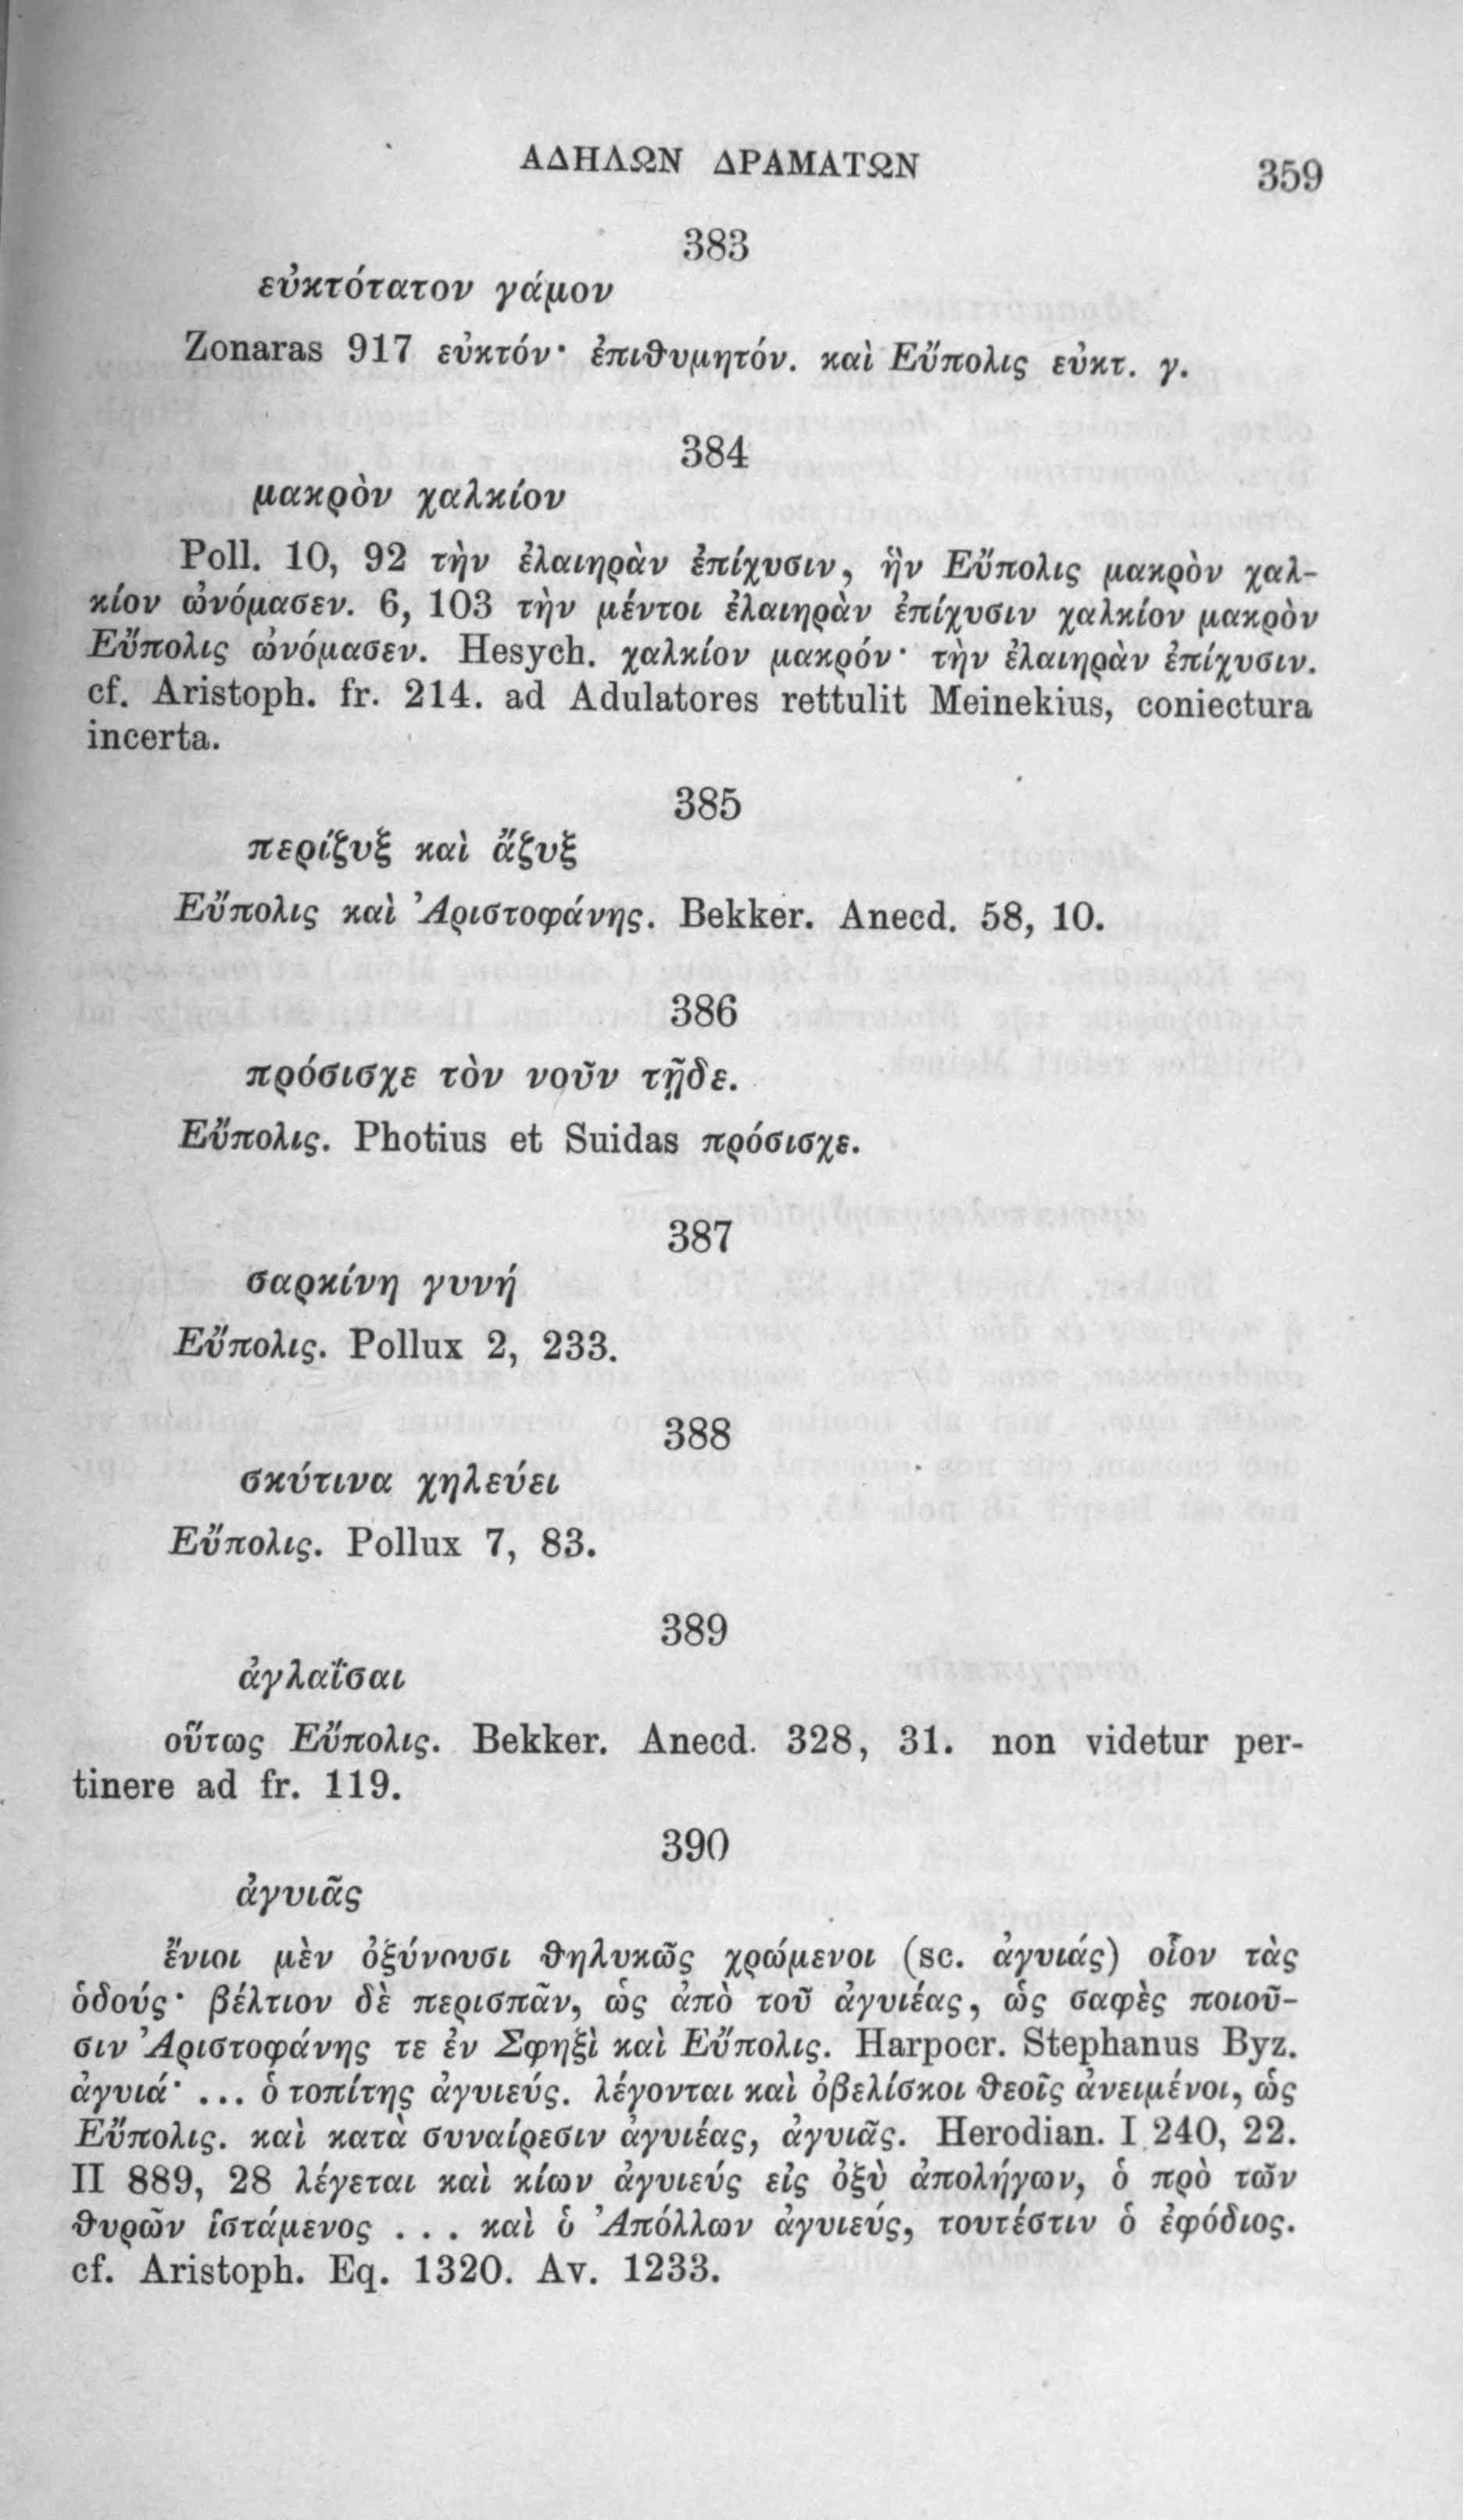 ΑΔΗΛΩΝ ΔΡΑΜΑΤΩΝ 359
383
εὐκτότατον γάμον
Zonaras 917 εὐκτόν· ἐπιθυμητόν. καὶ Εὔπολις εὐκτ. γ.
384
μακρὸν χαλκίον
Poll. 10, 92 τὴν ἐλαιηρὰν ἐπίχυσιν, ἣν Εὔπολις μακρὸν χαλ-
κίον ὠνόμασεν. 6, 103 τὴν μέντοι ἐλαιηρὰν ἐπίχυσιν χαλκίον μακρὸν
Εὔπολις ὠνόμασεν. Hesych. χαλκίον μακρόν· τὴν ἐλαιηρὰν ἐπίχυσιν.
cf. Aristoph. fr. 214. ad Adulatores rettulit Meinekius, coniectura
incerta.
385
περίζυξ καὶ ἄζυξ
Εὔπολις καὶ Ἀριστοφάνης. Bekker. Anecd. 58, 10.
386
πρόσισχε τὸν νοῦν τῇδε.
Εὔπολις. Photius et Suidas πρόσισχε.
387
σαρκίνη γυνή
Εὔπολις. Pollux 2, 233.
388
σκύτινα χηλεύει
Εὔπολις. Pollux 7, 83.
389
ἀγλαΐσαι
οὕτως Εὔπολις. Bekker. Anecd. 328, 31. non videtur per-
tinere ad fr. 119.
390
ἀγυιᾶς
ἔνιοι μὲν ὀξύνουσι θηλυκῶς χρώμενοι (sc. ἀγυιάς) οἷον τὰς
ὁδούς· βέλτιον δὲ περισπᾶν, ὡς ἀπὸ τοῦ ἀγυιέας, ὡς σαφὲς ποιοῦ-
σιν Ἀριστοφάνης τε ἐν Σφηξὶ καὶ Εὔπολις. Harpocr. Stephanus Byz.
ἀγυιά· ... ὁ τοπίτης ἀγυιεύς. λέγονται καὶ ὀβελίσκοι θεοῖς ἀνειμένοι, ὡς
Εὔπολις. καὶ κατὰ συναίρεσιν ἀγυιέας, ἀγυιᾶς. Herodian. I 240, 22.
II 889, 28 λέγεται καὶ κίων ἀγυιεύς εἰς ὀξὺ ἀπολήγων, ὁ πρὸ τῶν
θυρῶν ἱστάμενος ... καὶ ὁ Ἀπόλλων ἀγυιεύς, τουτέστιν ὁ ἐφόδιος.
cf. Aristoph. Eq. 1320. Av. 1233.